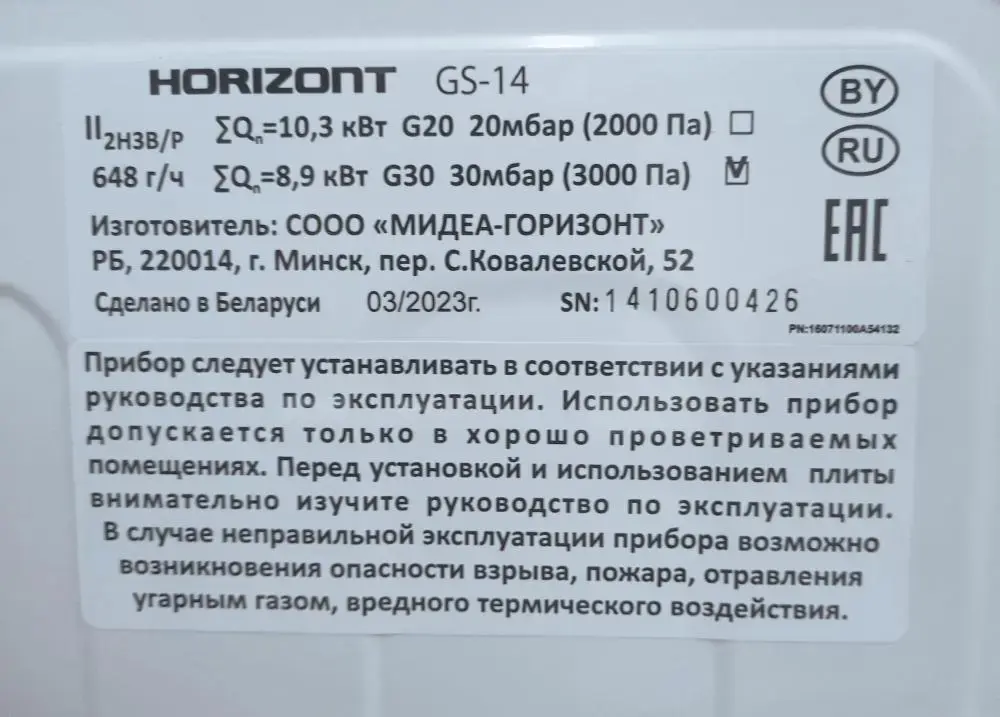 HORIZONT GS-14
BY
II2H3B/P ∑Qn=10,3 кВт G20 20мбар (2000 Па)
RU
648 г/ч ∑Qn=8,9 кВт G30 30мбар (3000 Па)
Изготовитель: СООО «МИДЕА-ГОРИЗОНТ»
EAC
РБ, 220014, г. Минск, пер. С.Ковалевской, 52
Сделано в Беларуси 03/2023г. SN:1410600426
PN:16071100A54132
Прибор следует устанавливать в соответствии с указаниями
руководства по эксплуатации. Использовать прибор
допускается только в хорошо проветриваемых
помещениях. Перед установкой и использованием плиты
внимательно изучите руководство по эксплуатации.
В случае неправильной эксплуатации прибора возможно
возникновения опасности взрыва, пожара, отравления
угарным газом, вредного термического воздействия.